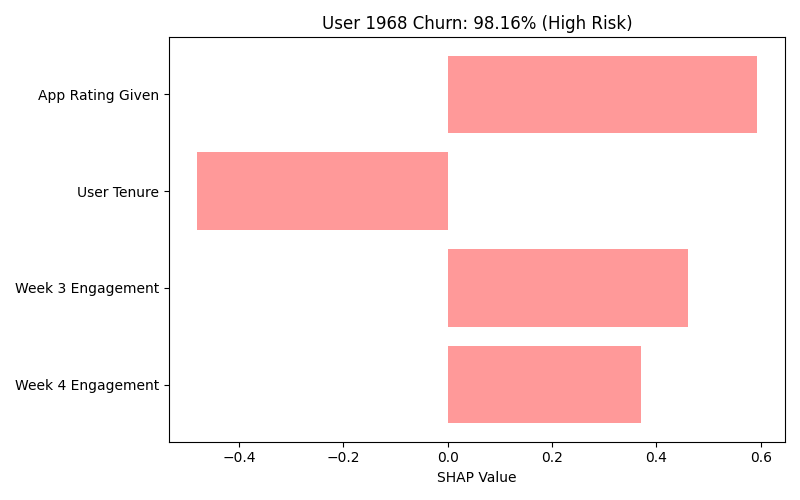 User 1968 Churn: 98.16% (High Risk)
App Rating Given
User Tenure
Week 3 Engagement
Week 4 Engagement
−0.4 −0.2 0.0 0.2 0.4 0.6
SHAP Value